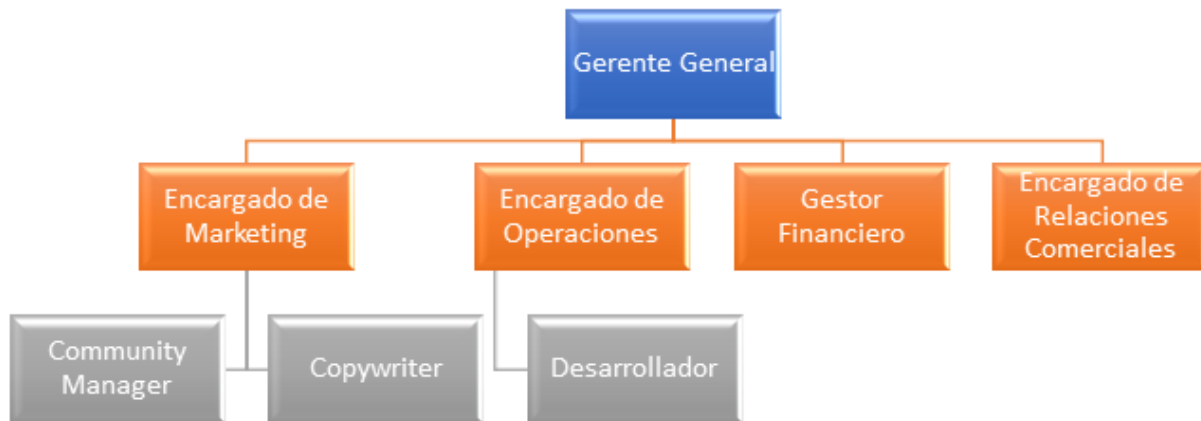 Gerente General
Encargado de
Marketing
Encargado de
Operaciones
Gestor
Financiero
Encargado de
Relaciones
Comerciales
Community
Manager
Copywriter
Desarrollador